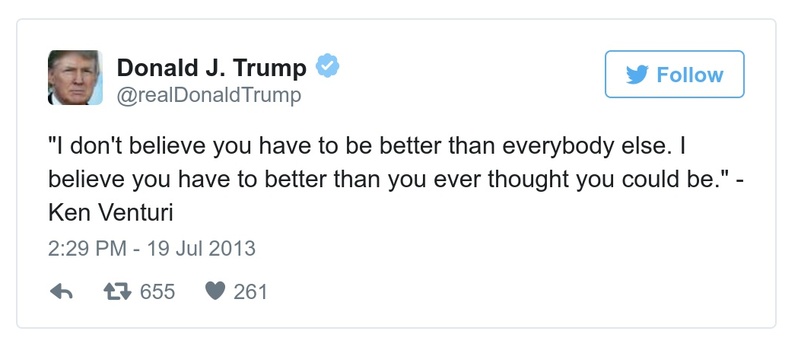 Donald J. Trump
@realDonaldTrump
Follow
"I don't believe you have to be better than everybody else. I
believe you have to better than you ever thought you could be." -
Ken Venturi
2:29 PM - 19 Jul 2013
655 261